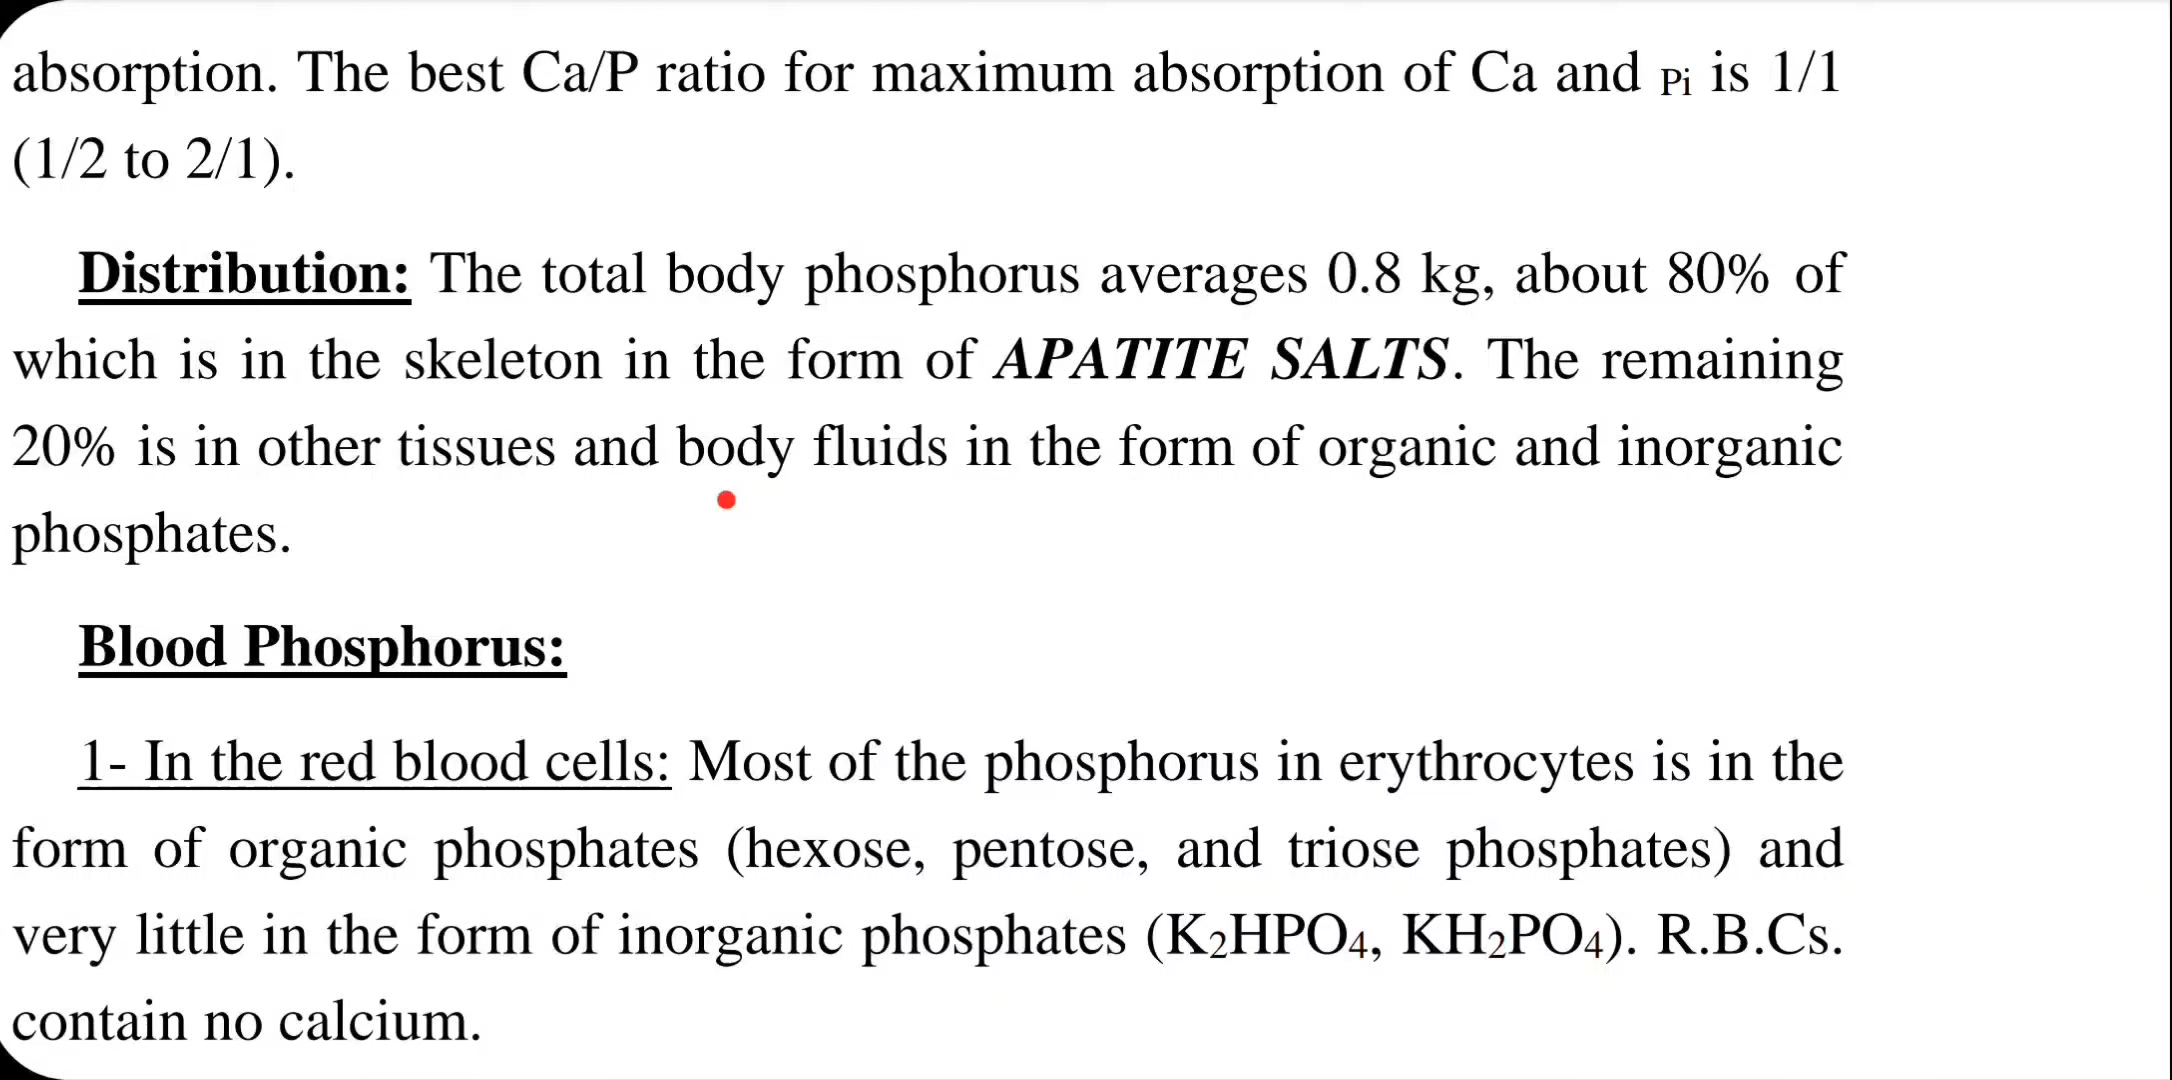 absorption. The best Ca/P ratio for maximum absorption of Ca and Pi is 1/1
(1/2 to 2/1).
Distribution: The total body phosphorus averages 0.8 kg, about 80% of
which is in the skeleton in the form of APATITE SALTS. The remaining
20% is in other tissues and body fluids in the form of organic and inorganic
phosphates.
Blood Phosphorus:
1- In the red blood cells: Most of the phosphorus in erythrocytes is in the
form of organic phosphates (hexose, pentose, and triose phosphates) and
very little in the form of inorganic phosphates (K₂HPO₄, KH₂PO₄). R.B.Cs.
contain no calcium.